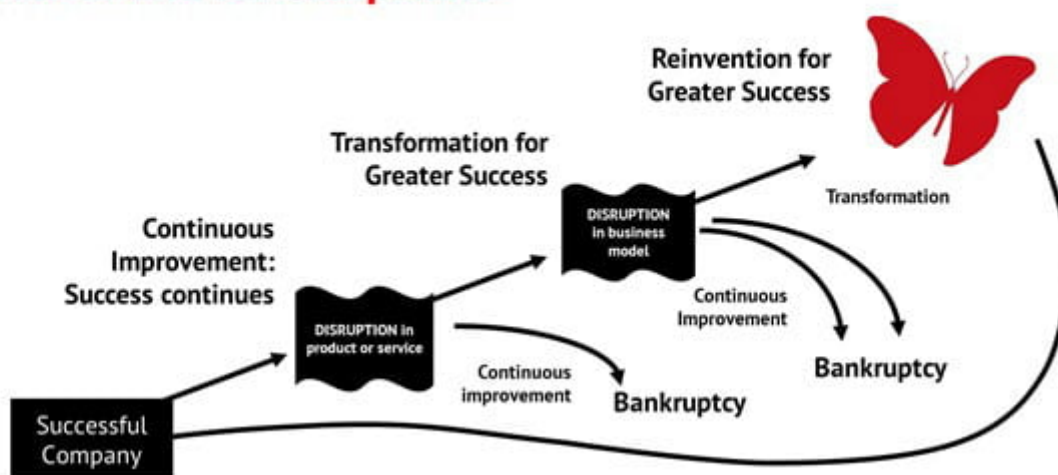 Reinvention for
Greater Success
Transformation for
Greater Success
DISRUPTION
in business
model
Transformation
Continuous
Improvement:
Success continues
Continuous
Improvement
DISRUPTION in
product or service
Bankruptcy
Continuous
improvement
Bankruptcy
Successful
Company